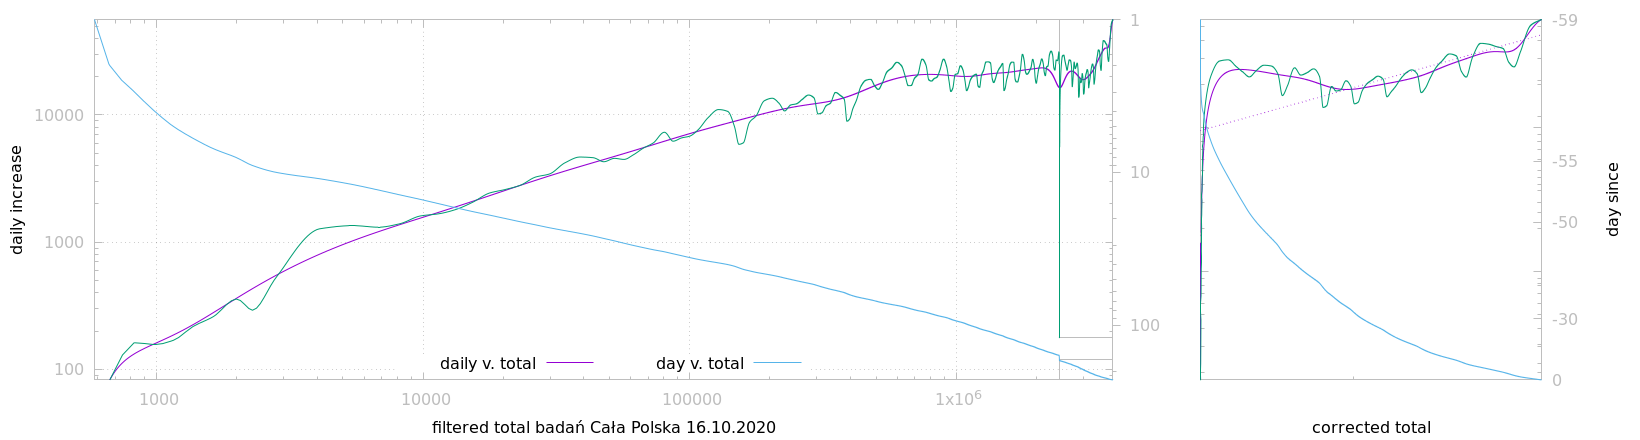 daily increase
10000
1000
100
1000
10000
100000
1x10⁶
1
10
100
daily v. total
day v. total
filtered total badań Cała Polska 16.10.2020
-59
-55
-50
-30
0
day since
corrected total